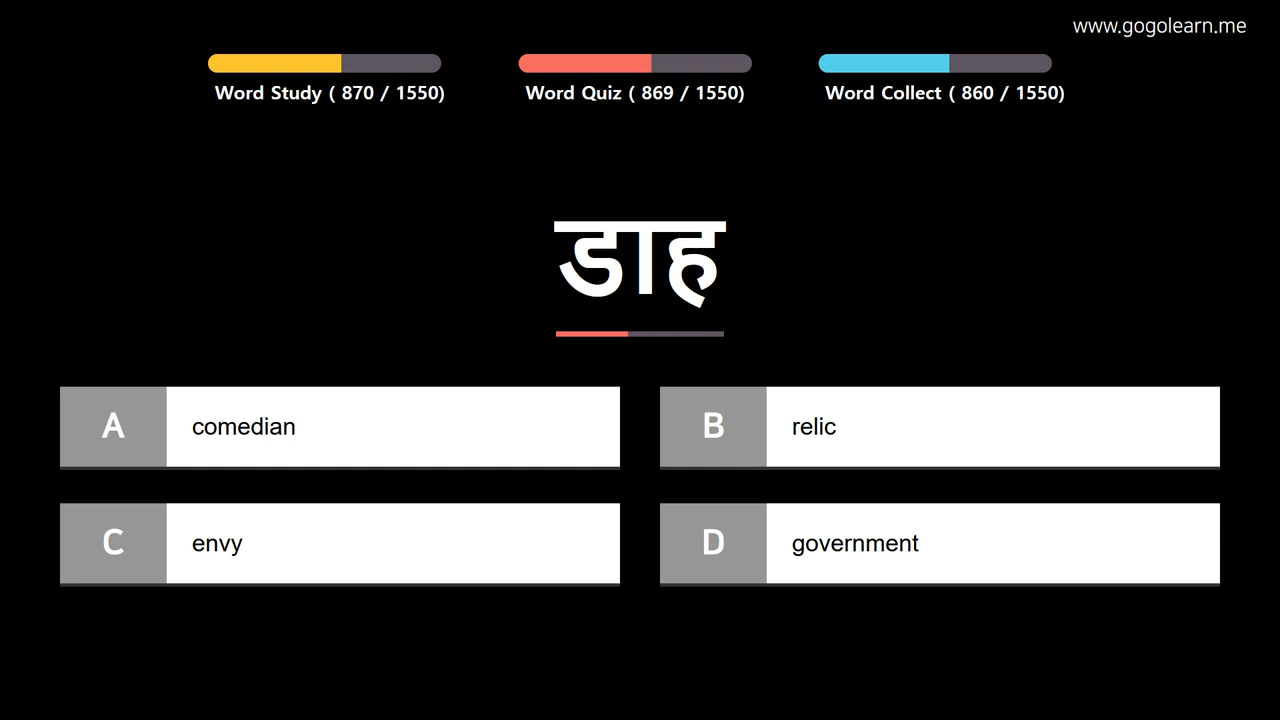 www.gogolearn.me
Word Study ( 870 / 1550)
Word Quiz ( 869 / 1550)
Word Collect ( 860 / 1550)
डाह
A comedian
B relic
C envy
D government